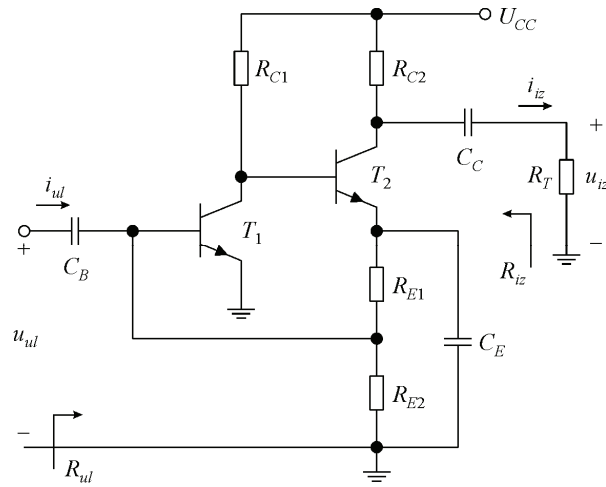 U_CC
R_C1
R_C2
i_iz
+
C_C
R_T
u_iz
T_2
i_ul
+
C_B
T_1
R_iz
−
R_E1
C_E
u_ul
R_E2
−
R_ul